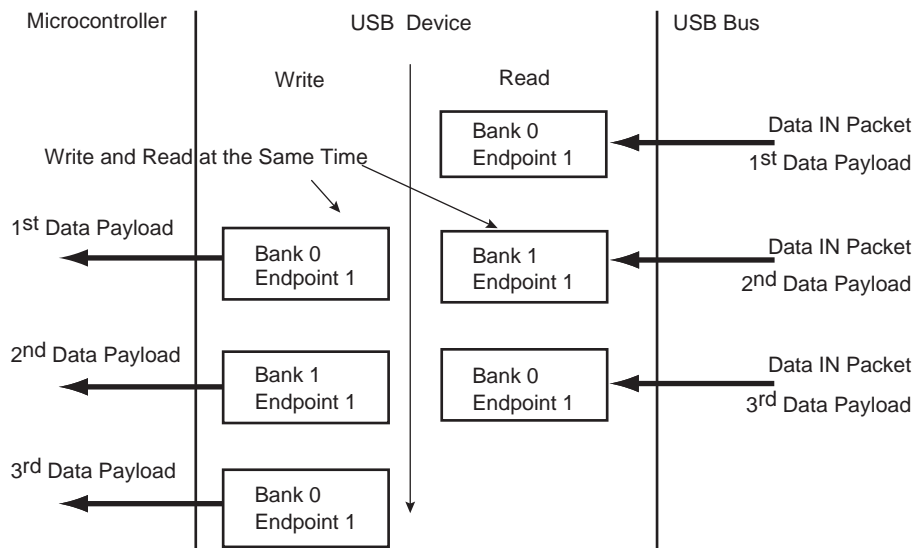 Microcontroller
USB Device
USB Bus
Write
Read
Bank 0
Endpoint 1
Data IN Packet
1st Data Payload
Write and Read at the Same Time
1st Data Payload
Bank 0
Endpoint 1
Bank 1
Endpoint 1
Data IN Packet
2nd Data Payload
2nd Data Payload
Bank 1
Endpoint 1
Bank 0
Endpoint 1
Data IN Packet
3rd Data Payload
3rd Data Payload
Bank 0
Endpoint 1